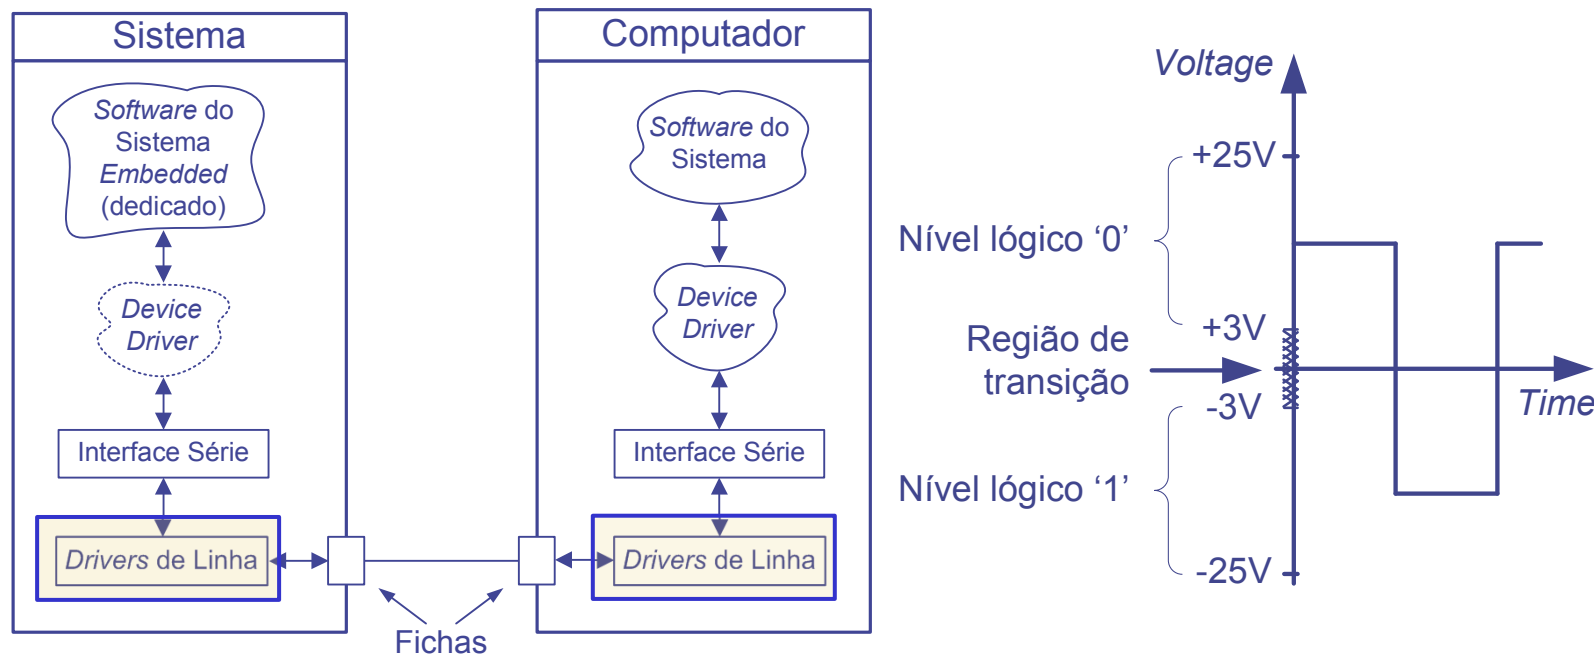 Sistema
Software do
Sistema
Embedded
(dedicado)
Device
Driver
Interface Série
Drivers de Linha
Fichas
Computador
Software do
Sistema
Device
Driver
Interface Série
Drivers de Linha
Voltage
+25V
Nível lógico ‘0’
+3V
Região de
transição
-3V
Time
Nível lógico ‘1’
-25V